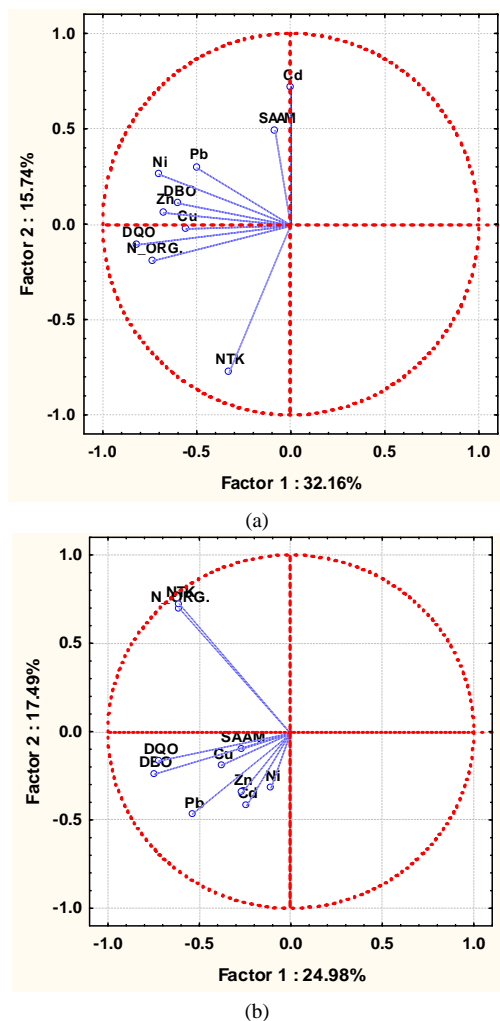 1.0
Cd
SAAM
0.5
Pb
Ni
DBO
Zn
Cu
0.0
DQO
N_ORG.
-0.5
NTK
-1.0
-1.0 -0.5 0.0 0.5 1.0
Factor 2 : 15.74%
Factor 1 : 32.16%
(a)
1.0
NTK
N_ORG.
0.5
0.0
SAAM
DQO
Cu
DBO
Zn Ni
Cd
Pb
-0.5
-1.0
-1.0 -0.5 0.0 0.5 1.0
Factor 2 : 17.49%
Factor 1 : 24.98%
(b)